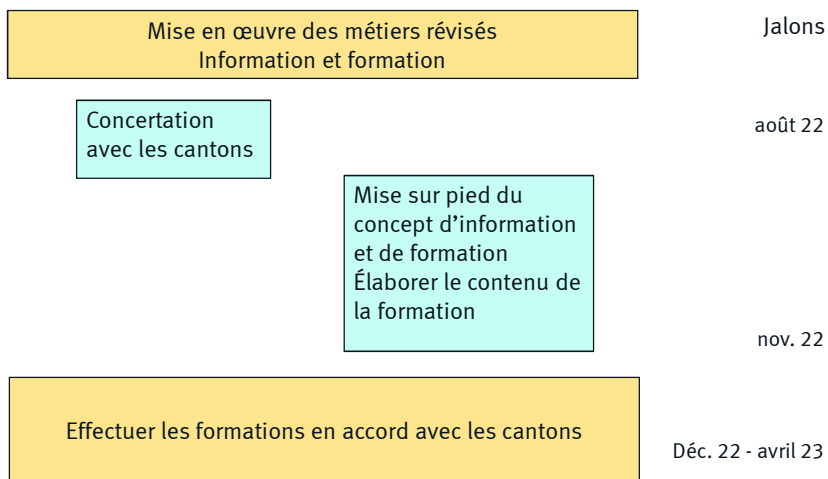 Mise en œuvre des métiers révisés
Information et formation
Jalons
Concertation
avec les cantons
août 22
Mise sur pied du
concept d’information
et de formation
Élaborer le contenu de
la formation
nov. 22
Effectuer les formations en accord avec les cantons
Déc. 22 - avril 23